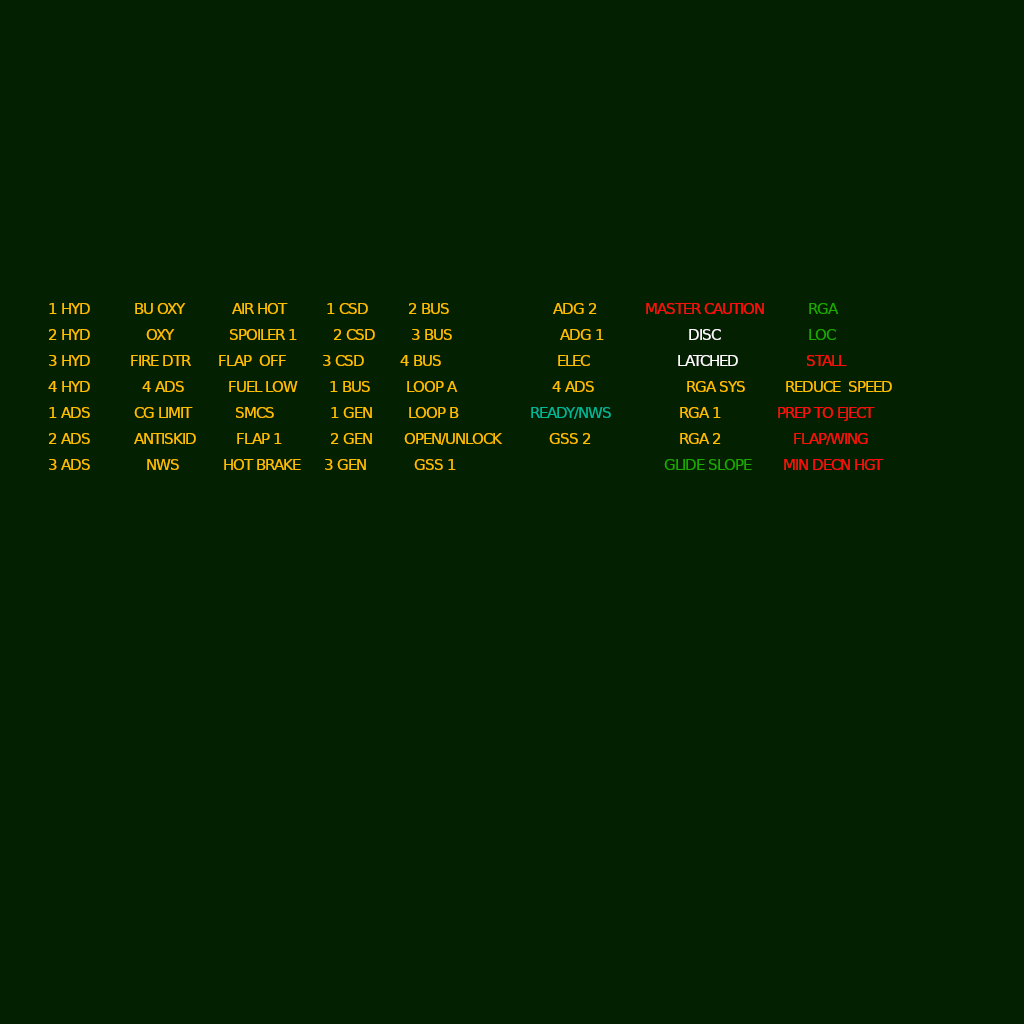 1 HYD BU OXY AIR HOT 1 CSD 2 BUS ADG 2 MASTER CAUTION RGA
2 HYD OXY SPOILER 1 2 CSD 3 BUS ADG 1 DISC LOC
3 HYD FIRE DTR FLAP OFF 3 CSD 4 BUS ELEC LATCHED STALL
4 HYD 4 ADS FUEL LOW 1 BUS LOOP A 4 ADS RGA SYS REDUCE SPEED
1 ADS CG LIMIT SMCS 1 GEN LOOP B READY/NWS RGA 1 PREP TO EJECT
2 ADS ANTISKID FLAP 1 2 GEN OPEN/UNLOCK GSS 2 RGA 2 FLAP/WING
3 ADS NWS HOT BRAKE 3 GEN GSS 1 GLIDE SLOPE MIN DECN HGT